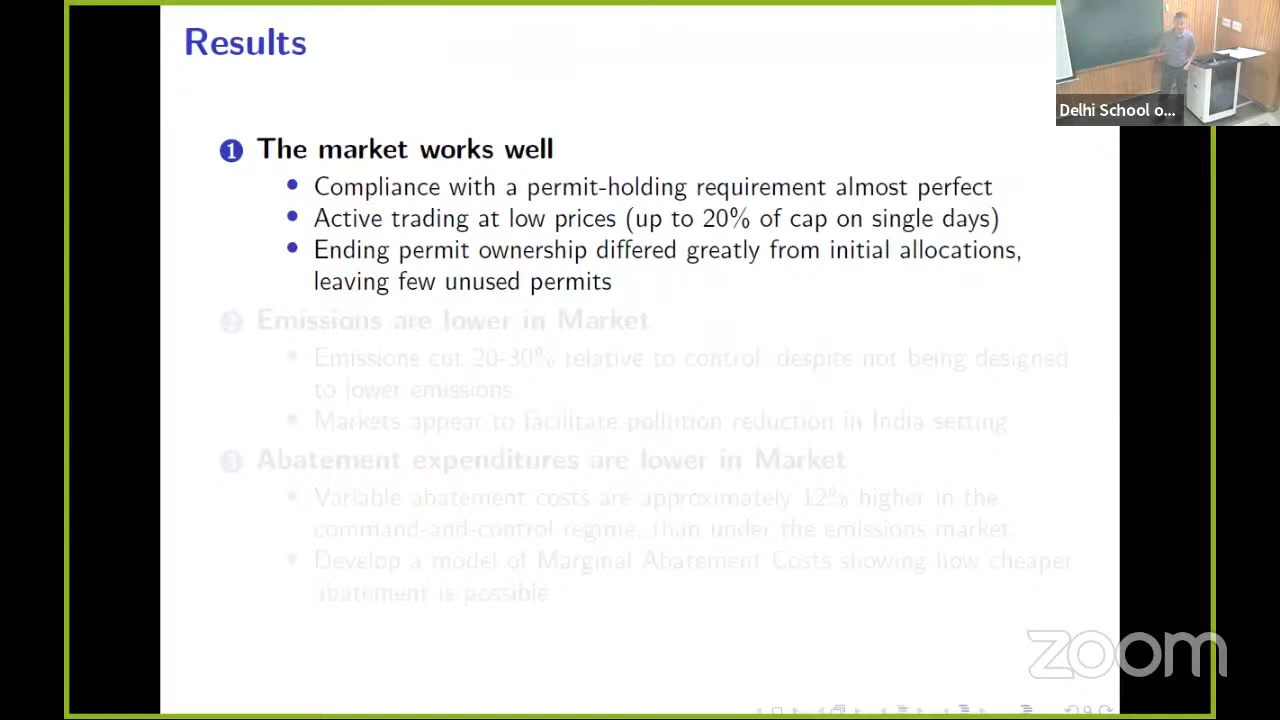 Results
Delhi School o...
1 The market works well
• Compliance with a permit-holding requirement almost perfect
• Active trading at low prices (up to 20% of cap on single days)
• Ending permit ownership differed greatly from initial allocations,
leaving few unused permits
2 Emissions are lower in Market
• Emissions cut 20-30% relative to control, despite not being designed
to lower emissions
• Markets appear to facilitate pollution reduction in India setting
3 Abatement expenditures are lower in Market
• Variable abatement costs are approximately 12% higher in the
command-and-control regime, than under the emissions market.
• Develop a model of Marginal Abatement Costs showing how cheaper
abatement is possible
zoom